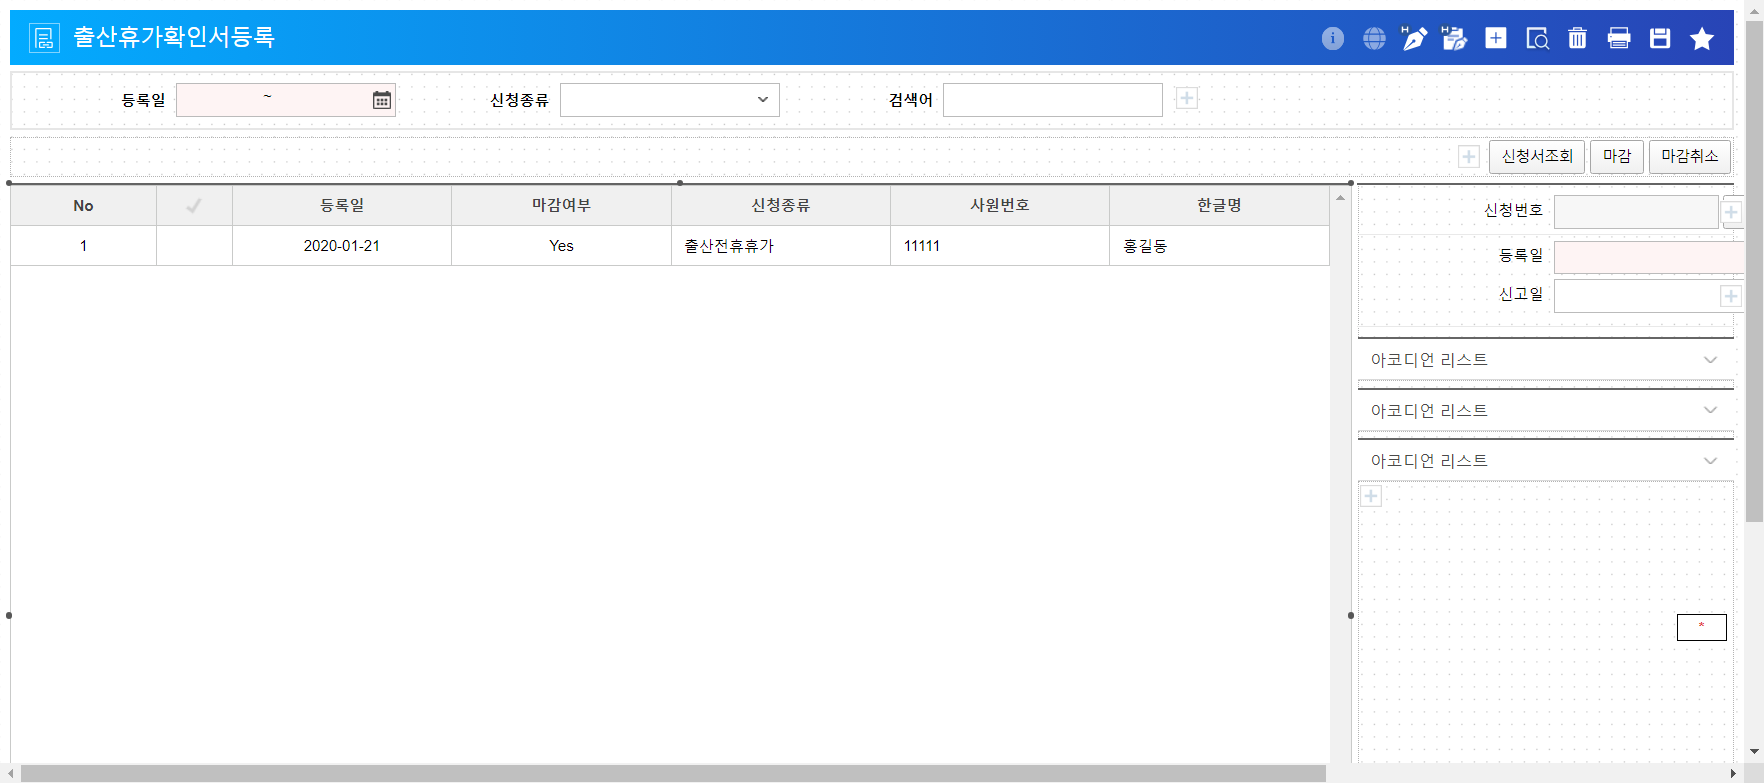 출산휴가확인서등록
등록일 ~ 신청종류 검색어
신청서조회 마감 마감취소
No 등록일 마감여부 신청종류 사원번호 한글명
1 2020-01-21 Yes 출산전휴휴가 11111 홍길동
신청번호
등록일
신고일
아코디언 리스트
아코디언 리스트
아코디언 리스트
*